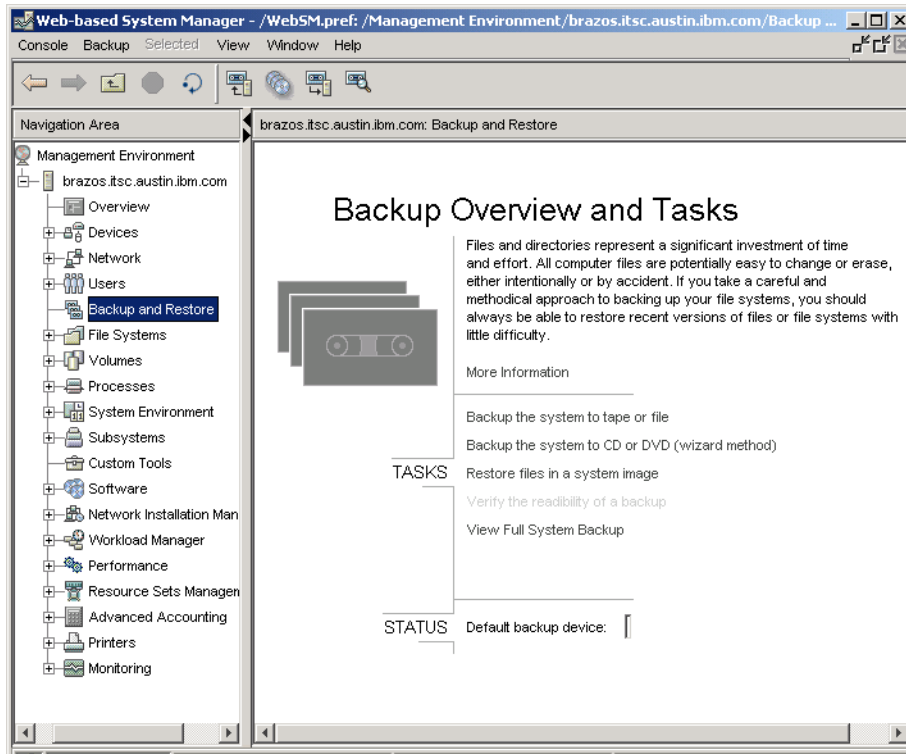 Web-based System Manager - /WebSM.pref: /Management Environment/brazos.itsc.austin.ibm.com/Backup ...
Console Backup Selected View Window Help
Navigation Area
brazos.itsc.austin.ibm.com: Backup and Restore
Management Environment
brazos.itsc.austin.ibm.com
Overview
Devices
Network
Users
Backup and Restore
File Systems
Volumes
Processes
System Environment
Subsystems
Custom Tools
Software
Network Installation Man
Workload Manager
Performance
Resource Sets Managen
Advanced Accounting
Printers
Monitoring
Backup Overview and Tasks
Files and directories represent a significant investment of time
and effort. All computer files are potentially easy to change or erase,
either intentionally or by accident. If you take a careful and
methodical approach to backing up your file systems, you should
always be able to restore recent versions of files or file systems with
little difficulty.
More Information
TASKS
Backup the system to tape or file
Backup the system to CD or DVD (wizard method)
Restore files in a system image
Verify the readibility of a backup
View Full System Backup
STATUS
Default backup device: